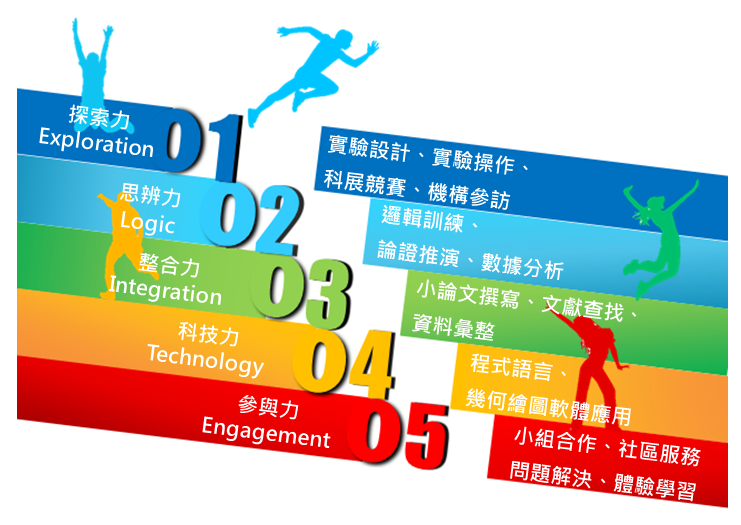 探索力
Exploration
01
實驗設計、實驗操作、
科展競賽、機構參訪
思辨力
Logic
02
邏輯訓練、
論證推演、數據分析
整合力
Integration
03
小論文撰寫、文獻查找、
資料彙整
科技力
Technology
04
程式語言、
幾何繪圖軟體應用
參與力
Engagement
05
小組合作、社區服務
問題解決、體驗學習